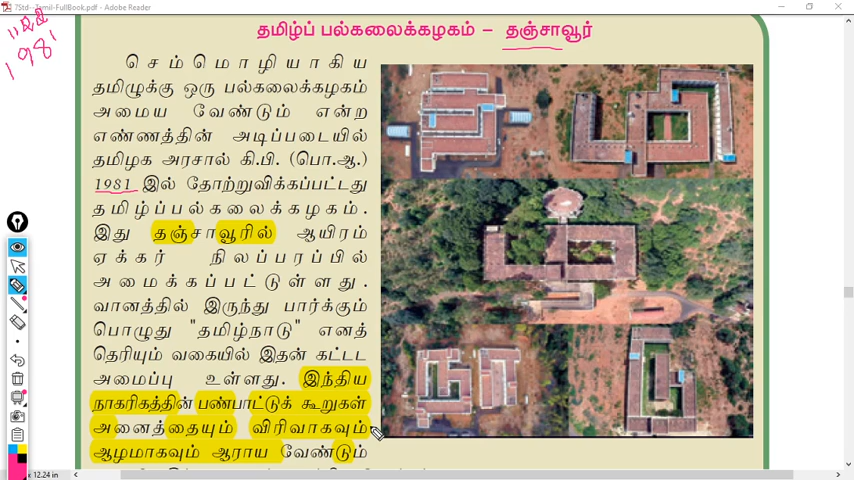 7Std--Tamil-FullBook.pdf - Adobe Reader
1981
தமிழ்ப் பல்கலைக்கழகம் – தஞ்சாவூர்
செம்மொழியாகிய
தமிழுக்கு ஒரு பல்கலைக்கழகம்
அமைய வேண்டும் என்ற
எண்ணத்தின் அடிப்படையில்
தமிழக அரசால் கி.பி. (பொ.ஆ.)
1981 இல் தோற்றுவிக்கப்பட்டது
தமிழ்ப்பல்கலைக்கழகம்.
இது தஞ்சாவூரில் ஆயிரம்
ஏக்கர் நிலப்பரப்பில்
அமைக்கப்பட்டுள்ளது.
வானத்தில் இருந்து பார்க்கும்
பொழுது "தமிழ்நாடு" எனத்
தெரியும் வகையில் இதன் கட்டட
அமைப்பு உள்ளது. இந்திய
நாகரிகத்தின் பண்பாட்டுக் கூறுகள்
அனைத்தையும் விரிவாகவும்
ஆழமாகவும் ஆராய வேண்டும்
x 12.24 in